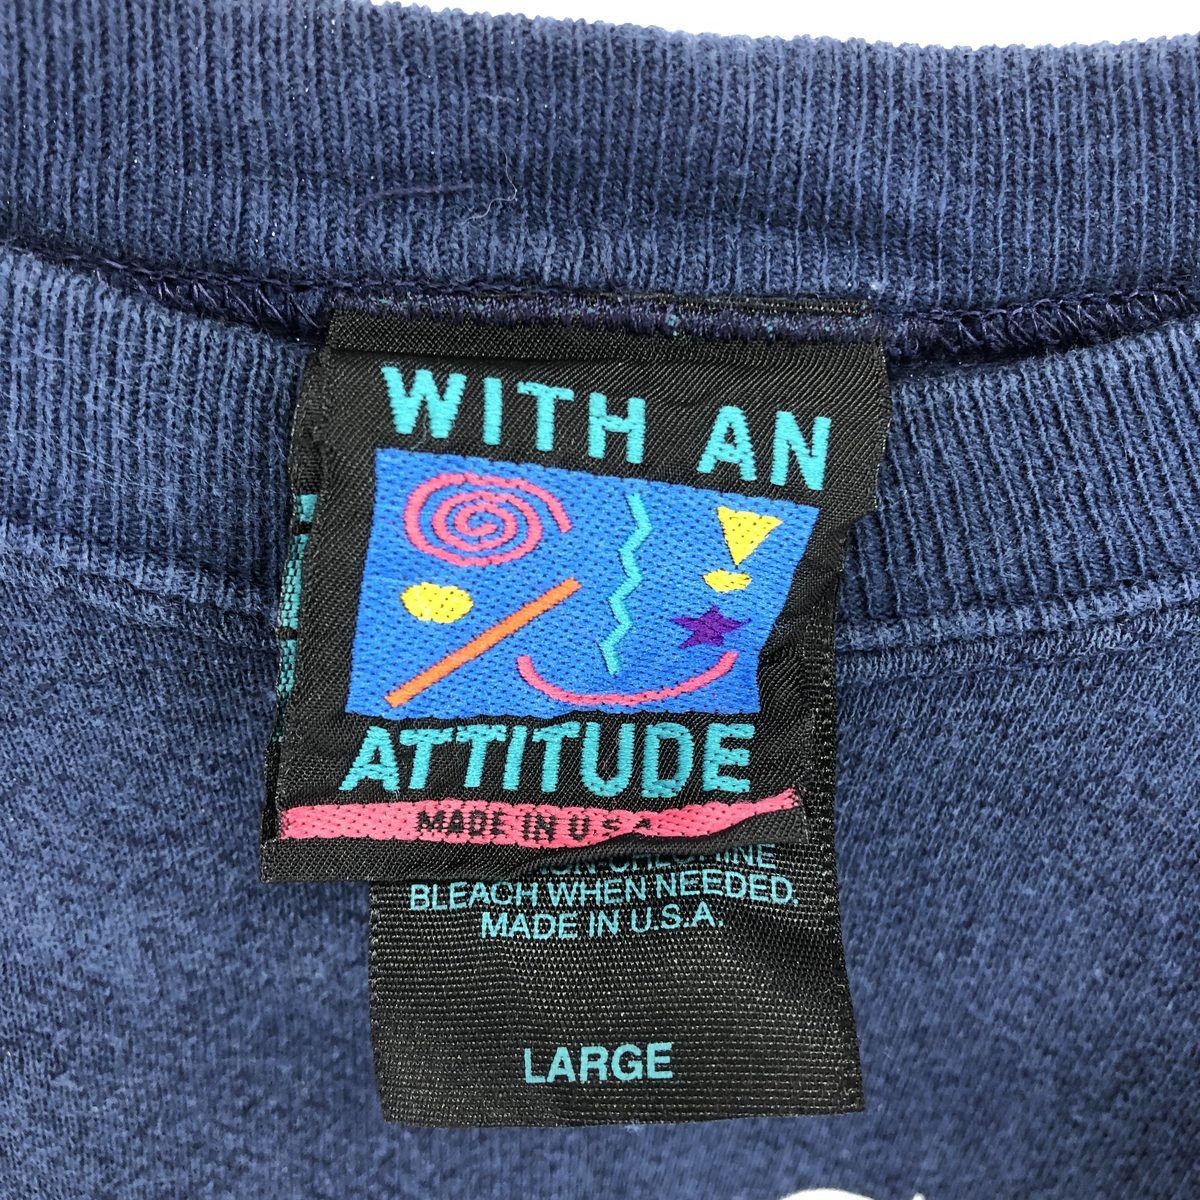 WITH AN
ATTITUDE
MADE IN U.S.A.
BLEACH WHEN NEEDED.
MADE IN U.S.A.
LARGE